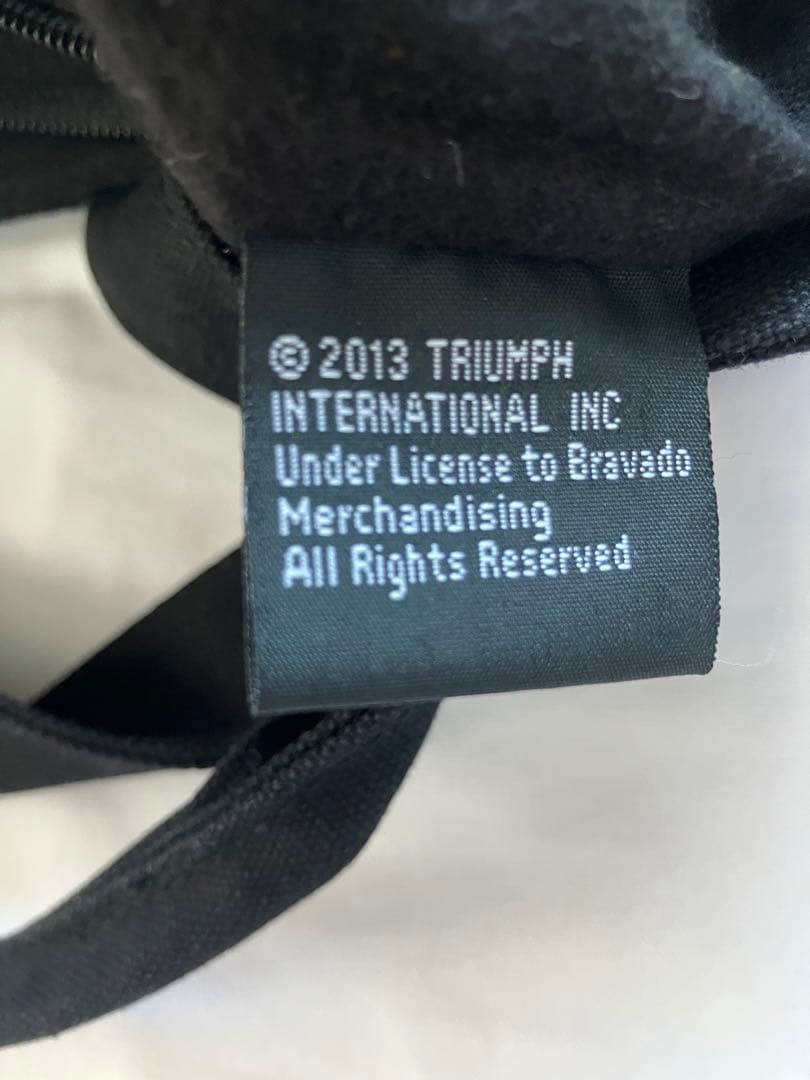 © 2013 TRIUMPH
INTERNATIONAL INC
Under License to Bravado
Merchandising
All Rights Reserved